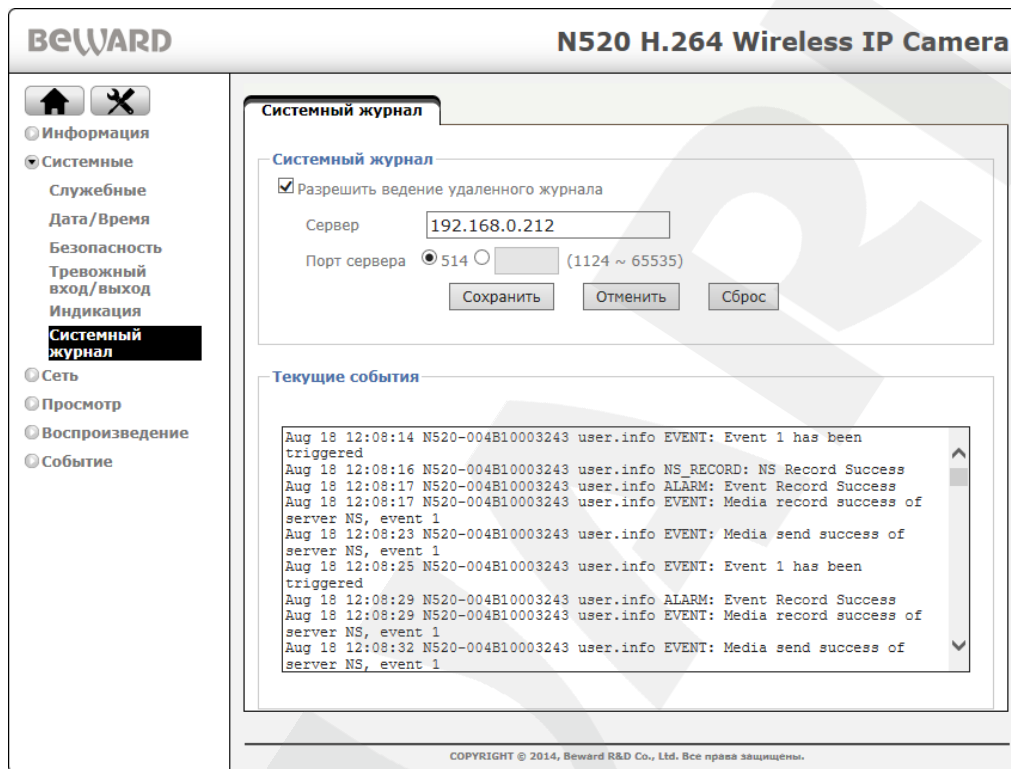 BEWARD
N520 H.264 Wireless IP Camera
Информация
Системные
Служебные
Дата/Время
Безопасность
Тревожный
вход/выход
Индикация
Системный
журнал
Сеть
Просмотр
Воспроизведение
Событие
Системный журнал
Системный журнал
Разрешить ведение удаленного журнала
Сервер 192.168.0.212
Порт сервера 514 (1124 ~ 65535)
Сохранить Отменить Сброс
Текущие события
Aug 18 12:08:14 N520-004B10003243 user.info EVENT: Event 1 has been
triggered
Aug 18 12:08:16 N520-004B10003243 user.info NS_RECORD: NS Record Success
Aug 18 12:08:17 N520-004B10003243 user.info ALARM: Event Record Success
Aug 18 12:08:17 N520-004B10003243 user.info EVENT: Media record success of
server NS, event 1
Aug 18 12:08:23 N520-004B10003243 user.info EVENT: Media send success of
server NS, event 1
Aug 18 12:08:25 N520-004B10003243 user.info EVENT: Event 1 has been
triggered
Aug 18 12:08:29 N520-004B10003243 user.info ALARM: Event Record Success
Aug 18 12:08:29 N520-004B10003243 user.info EVENT: Media record success of
server NS, event 1
Aug 18 12:08:32 N520-004B10003243 user.info EVENT: Media send success of
server NS, event 1
COPYRIGHT © 2014, Beward R&D Co., Ltd. Все права защищены.